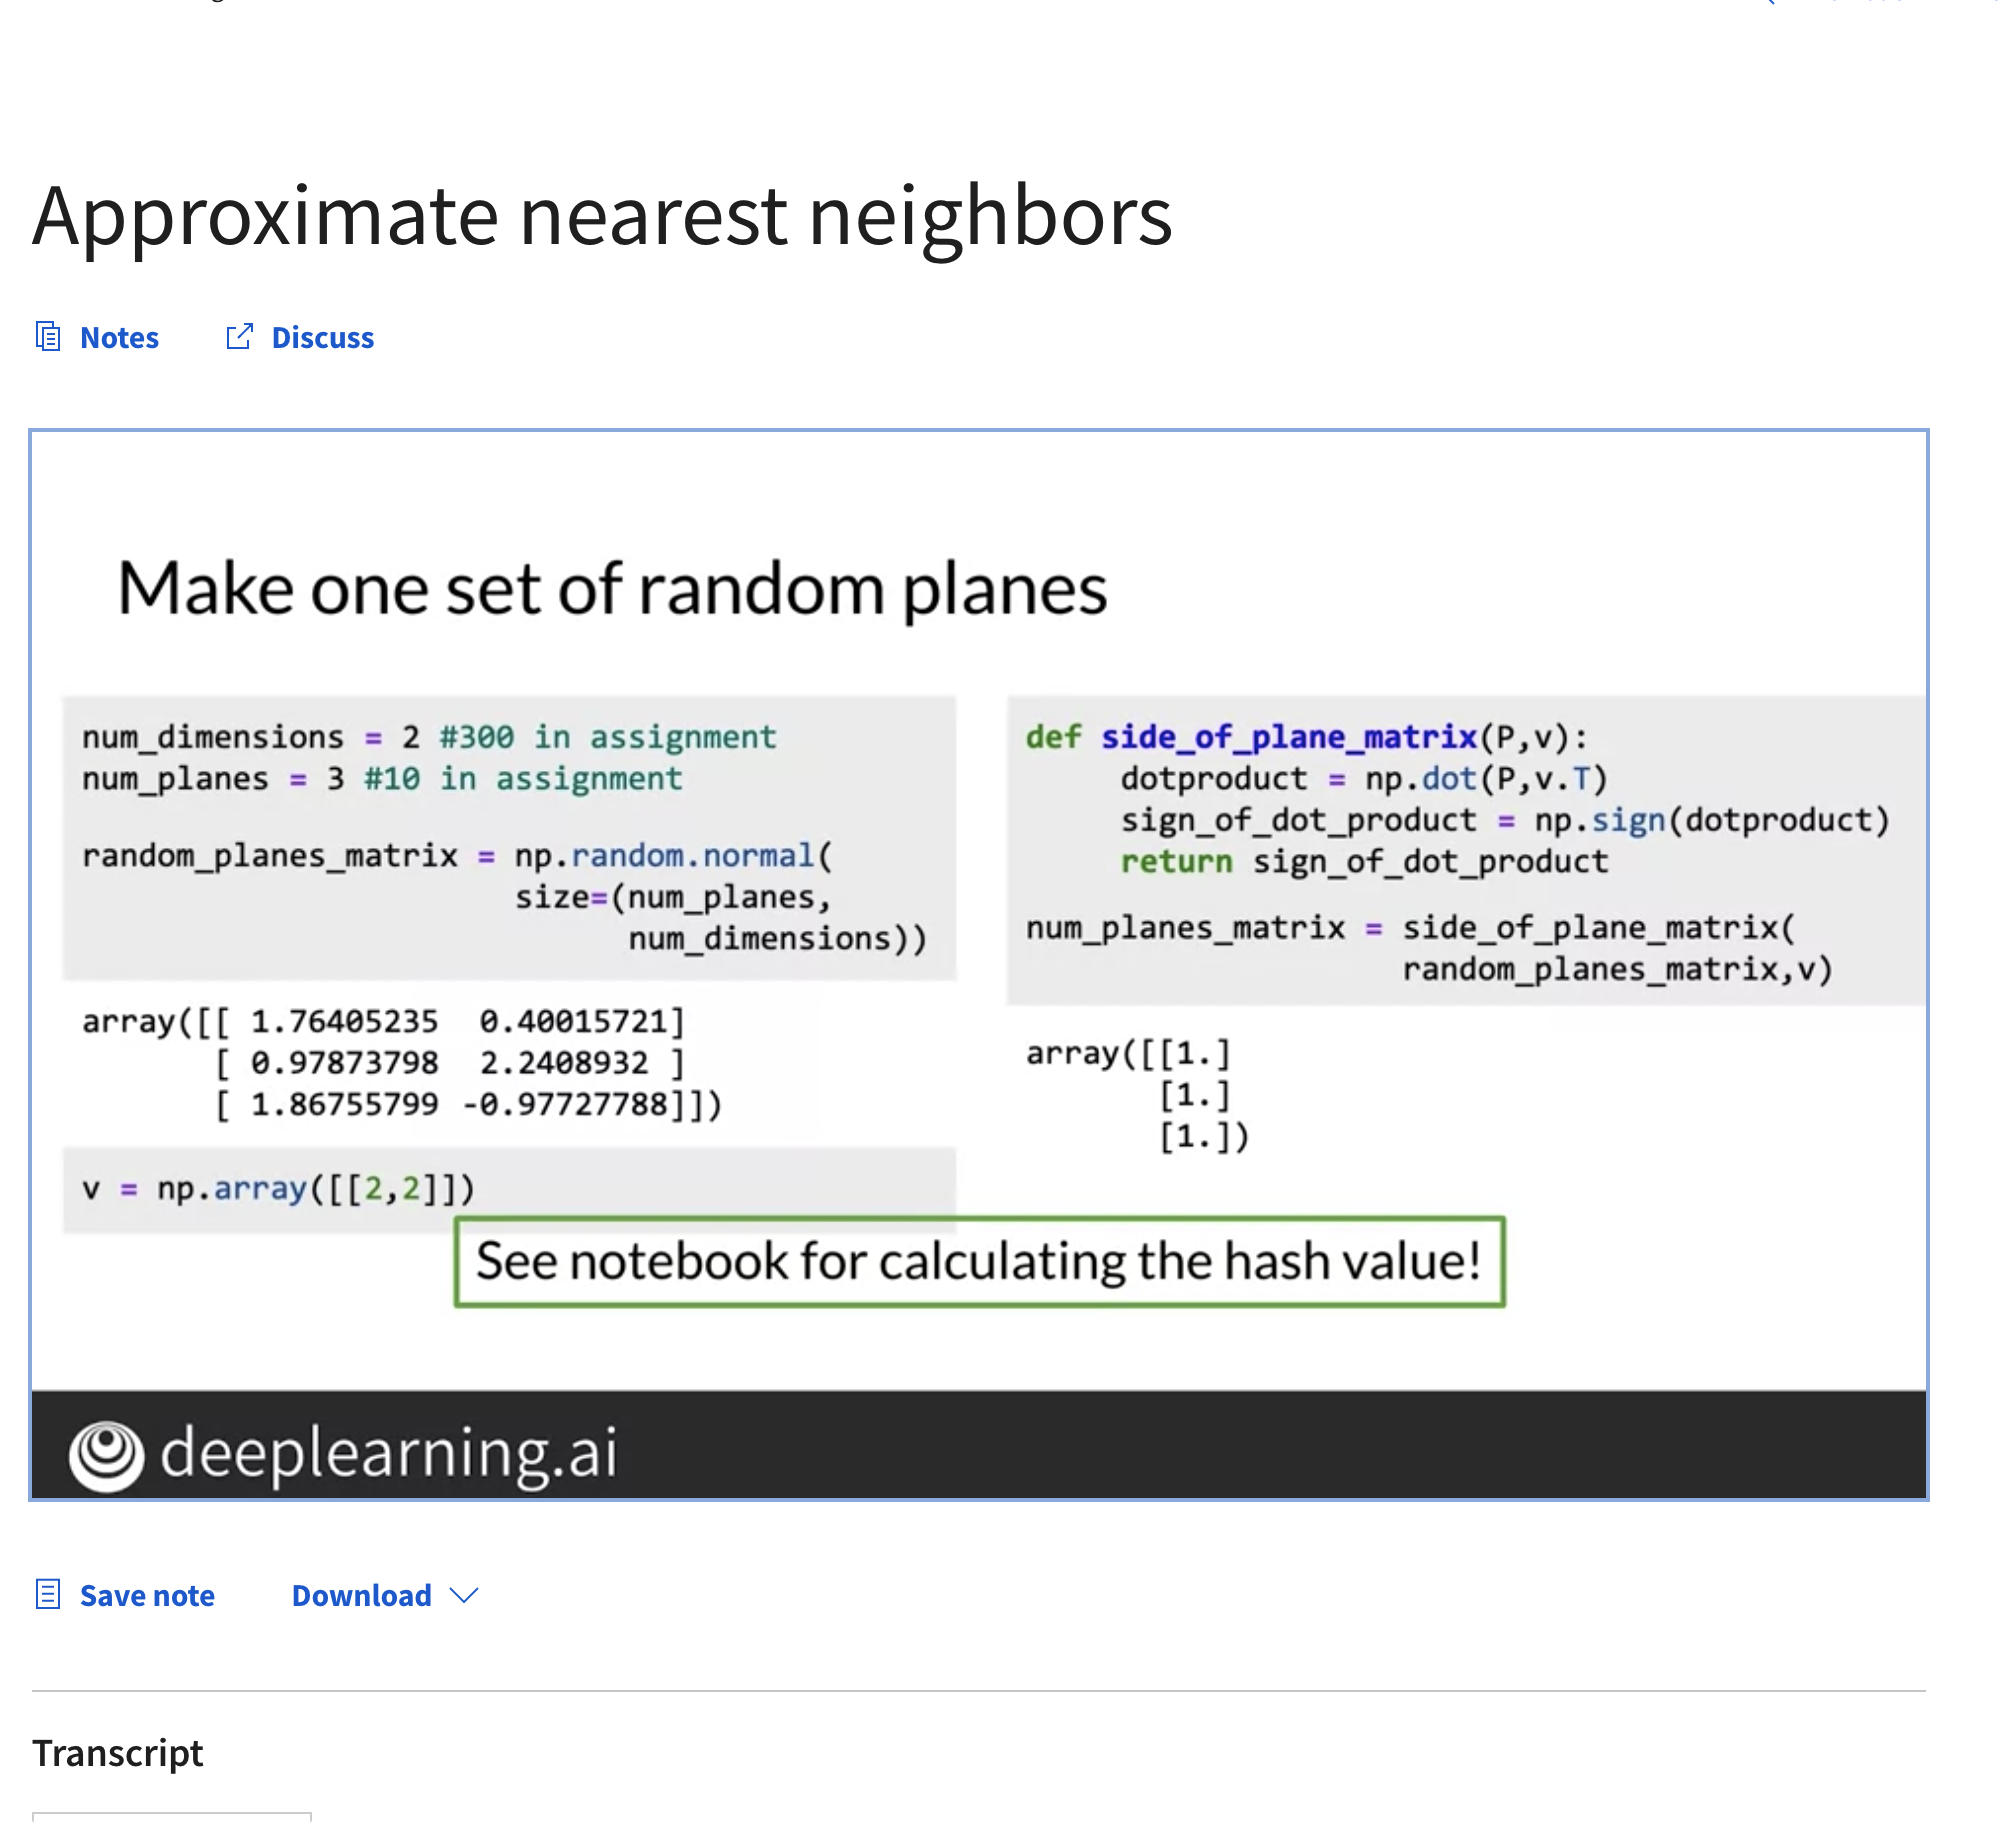 Approximate nearest neighbors
Notes
Discuss
Make one set of random planes
num_dimensions = 2 #300 in assignment
num_planes = 3 #10 in assignment
random_planes_matrix = np.random.normal(
size=(num_planes,
num_dimensions))
array([[ 1.76405235 0.40015721]
[ 0.97873798 2.2408932 ]
[ 1.86755799 -0.97727788]])
v = np.array([[2,2]])
def side_of_plane_matrix(P,v):
dotproduct = np.dot(P,v.T)
sign_of_dot_product = np.sign(dotproduct)
return sign_of_dot_product
num_planes_matrix = side_of_plane_matrix(
random_planes_matrix,v)
array([[1.]
[1.]
[1.])
See notebook for calculating the hash value!
deeplearning.ai
Save note
Download
Transcript